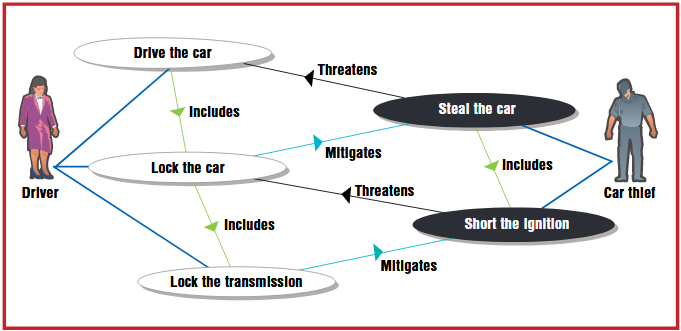 Drive the car
Threatens
Steal the car
Includes
Mitigates
Lock the car
Includes
Driver
Threatens
Car thief
Includes
Short the ignition
Mitigates
Lock the transmission